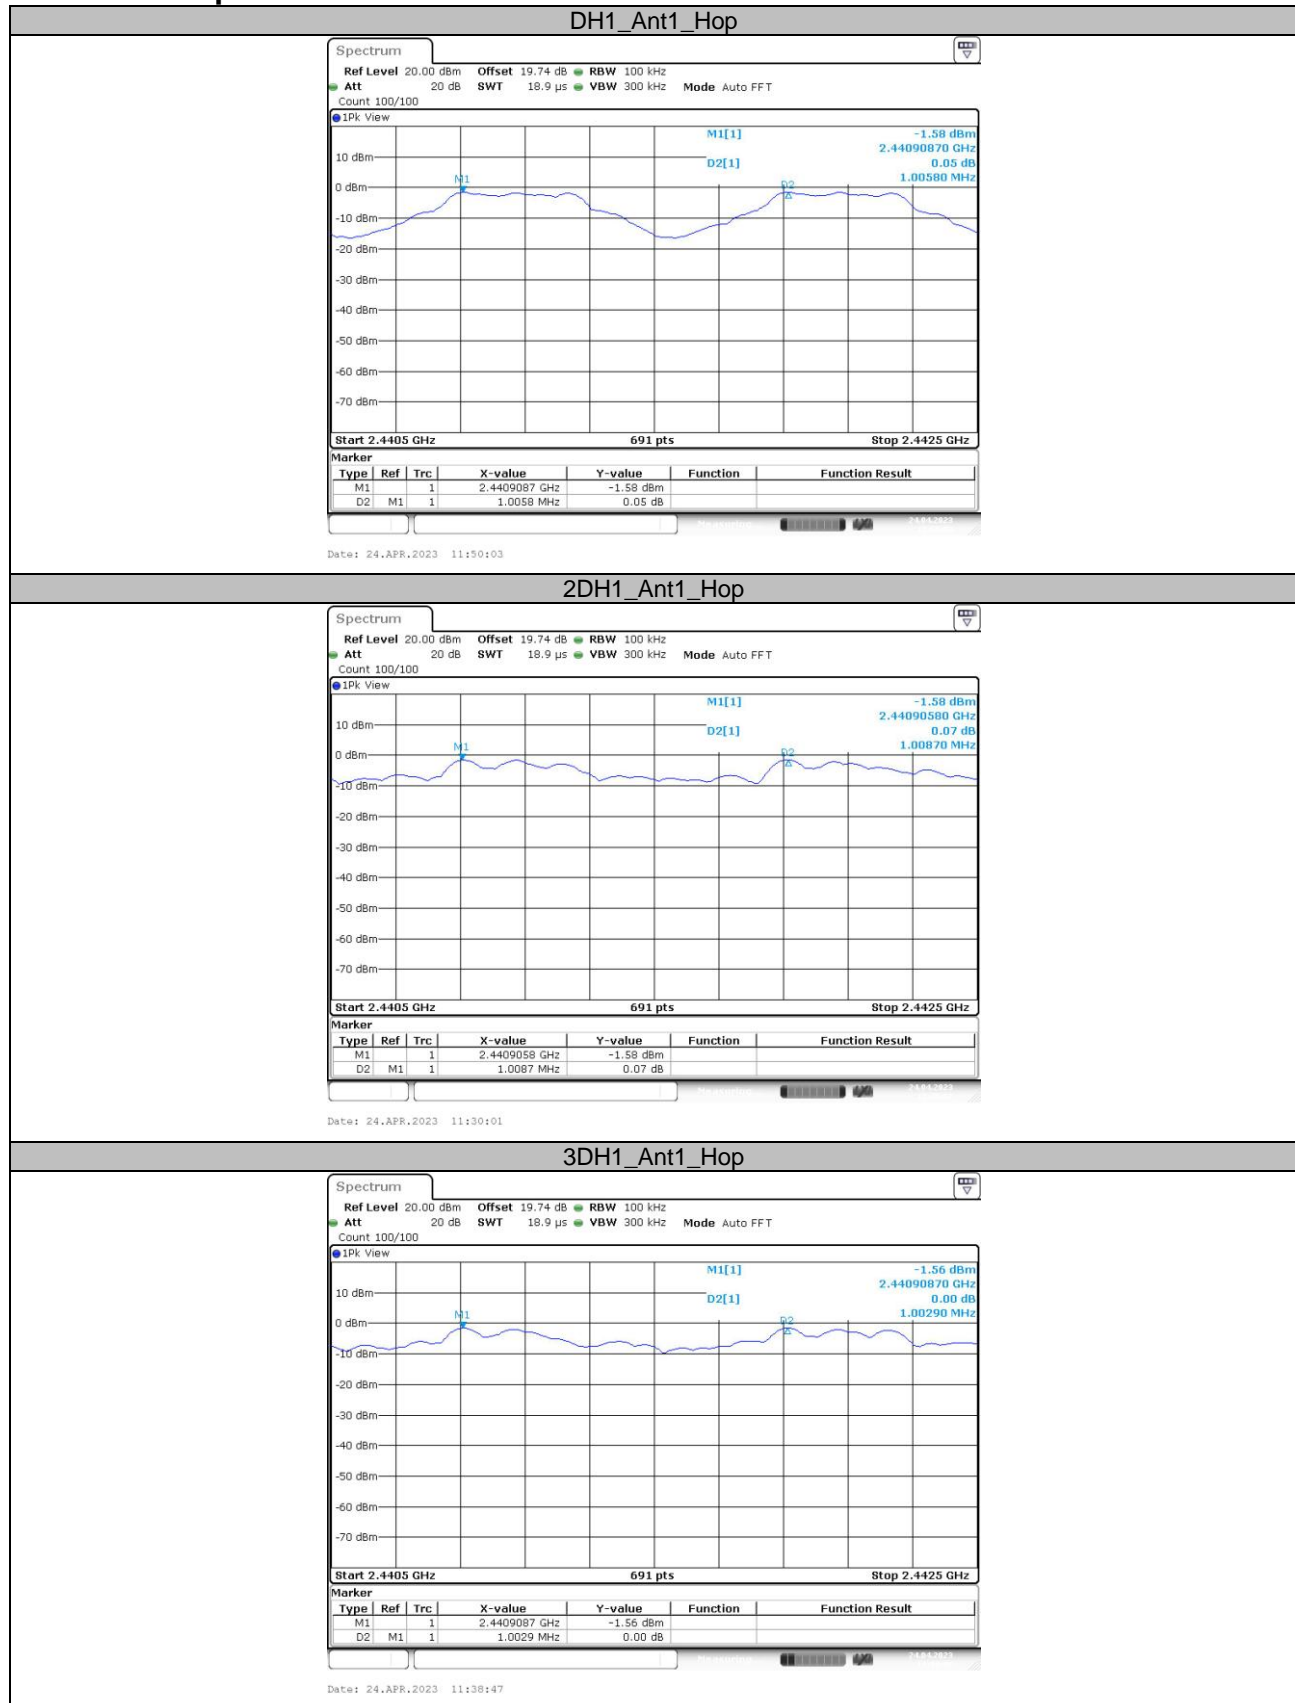 DH1_Ant1_Hop
Spectrum
Ref Level 20.00 dBm Offset 19.74 dB RBW 100 kHz
Att 20 dB SWT 18.9 µs VBW 300 kHz Mode Auto FFT
Count 100/100
1Pk View
M1[1] -1.58 dBm
2.44090870 GHz
10 dBm
D2[1] 0.05 dB
1.00580 MHz
M1
D2
0 dBm
-10 dBm
-20 dBm
-30 dBm
-40 dBm
-50 dBm
-60 dBm
-70 dBm
Start 2.4405 GHz 691 pts Stop 2.4425 GHz
Marker
Type Ref Trc X-value Y-value Function Function Result
M1 1 2.4409087 GHz -1.58 dBm
D2 M1 1 1.0058 MHz 0.05 dB
Measuring 24.04.2023
Date: 24.APR.2023 11:50:03
2DH1_Ant1_Hop
Spectrum
Ref Level 20.00 dBm Offset 19.74 dB RBW 100 kHz
Att 20 dB SWT 18.9 µs VBW 300 kHz Mode Auto FFT
Count 100/100
1Pk View
M1[1] -1.58 dBm
2.44090580 GHz
10 dBm
D2[1] 0.07 dB
1.00870 MHz
M1
D2
0 dBm
-10 dBm
-20 dBm
-30 dBm
-40 dBm
-50 dBm
-60 dBm
-70 dBm
Start 2.4405 GHz 691 pts Stop 2.4425 GHz
Marker
Type Ref Trc X-value Y-value Function Function Result
M1 1 2.4409058 GHz -1.58 dBm
D2 M1 1 1.0087 MHz 0.07 dB
Measuring 24.04.2023
Date: 24.APR.2023 11:30:01
3DH1_Ant1_Hop
Spectrum
Ref Level 20.00 dBm Offset 19.74 dB RBW 100 kHz
Att 20 dB SWT 18.9 µs VBW 300 kHz Mode Auto FFT
Count 100/100
1Pk View
M1[1] -1.56 dBm
2.44090870 GHz
10 dBm
D2[1] 0.00 dB
1.00290 MHz
M1
D2
0 dBm
-10 dBm
-20 dBm
-30 dBm
-40 dBm
-50 dBm
-60 dBm
-70 dBm
Start 2.4405 GHz 691 pts Stop 2.4425 GHz
Marker
Type Ref Trc X-value Y-value Function Function Result
M1 1 2.4409087 GHz -1.56 dBm
D2 M1 1 1.0029 MHz 0.00 dB
Measuring 24.04.2023
Date: 24.APR.2023 11:38:47